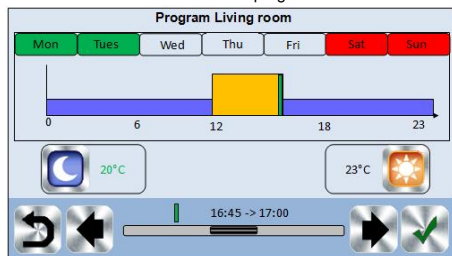 Program Living room
Mon Tues Wed Thu Fri Sat Sun
0 6 12 18 23
20°C 23°C
16:45 -> 17:00